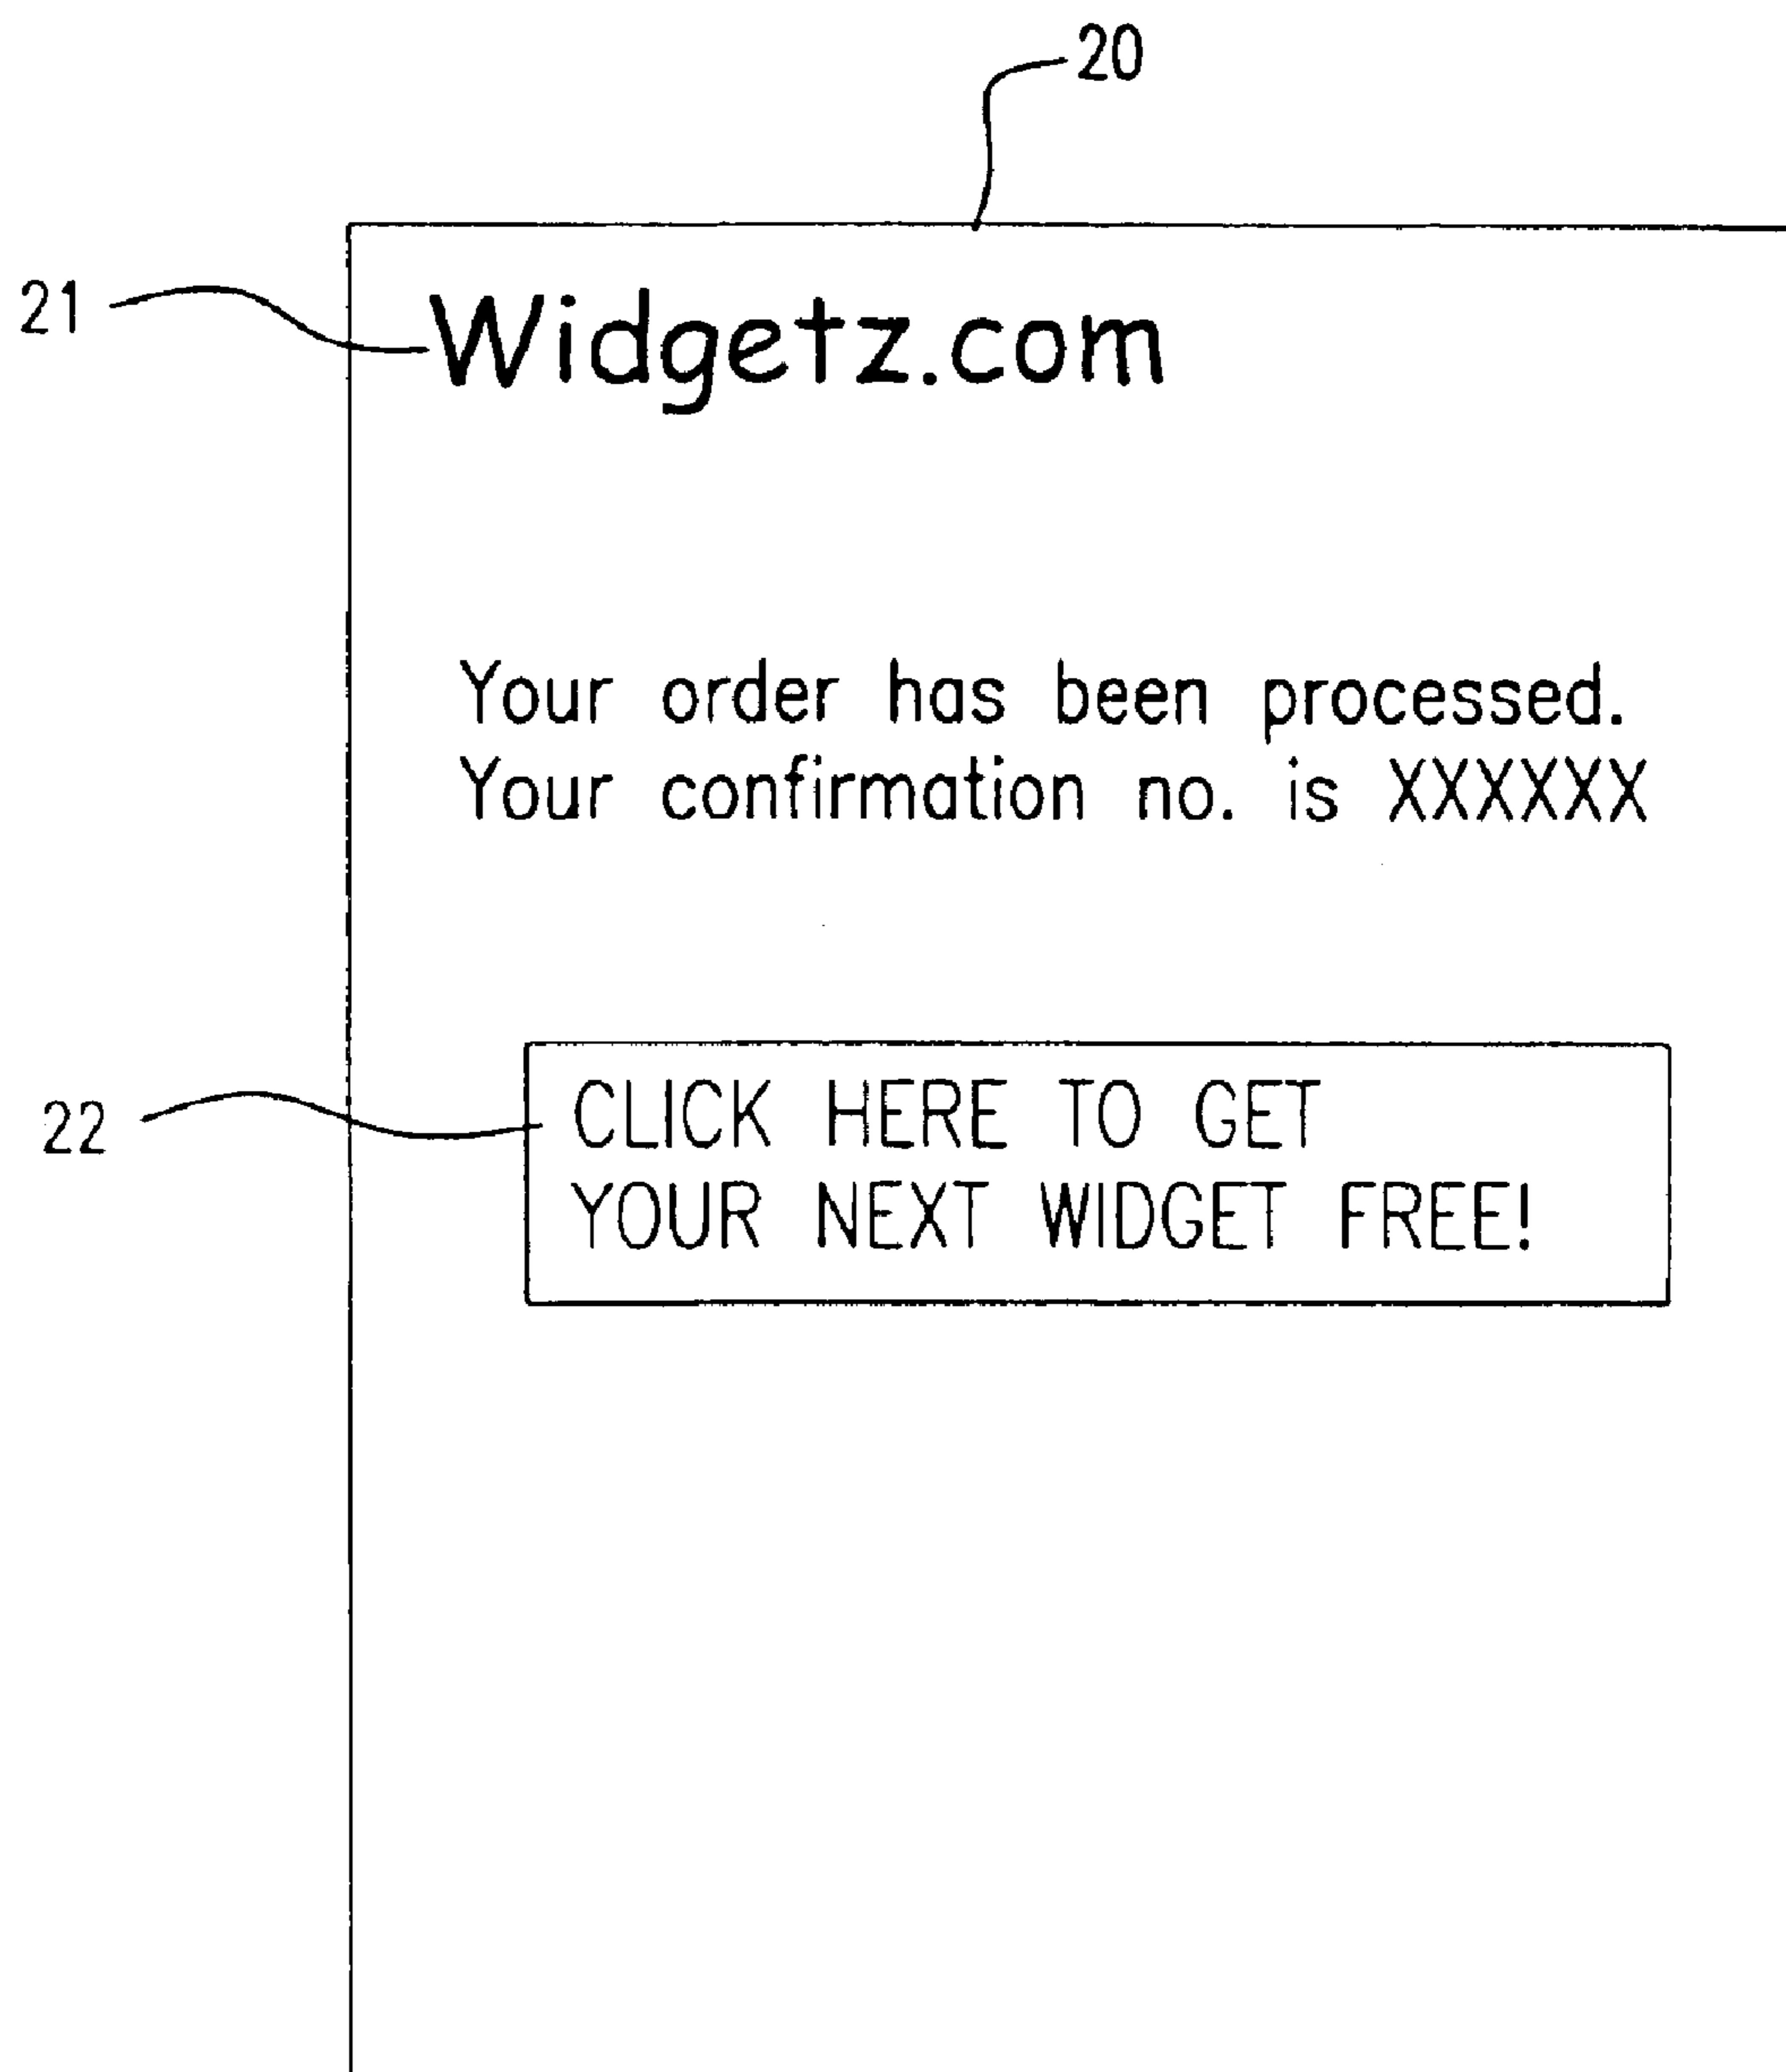 20
21
Widgetz.com
Your order has been processed.
Your confirmation no. is XXXXXX
22
CLICK HERE TO GET
YOUR NEXT WIDGET FREE!